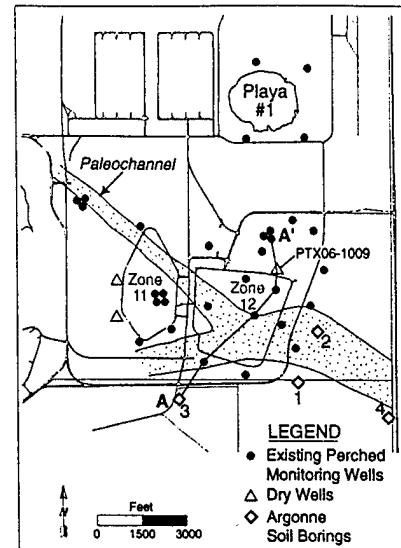 Playa
#1
Paleochannel
A'
PTX06-1009
Zone
11
Zone
12
2
A
3
1
4
LEGEND
Existing Perched
Monitoring Wells
Dry Wells
Argonne
Soil Borings
N
Feet
0 1500 3000